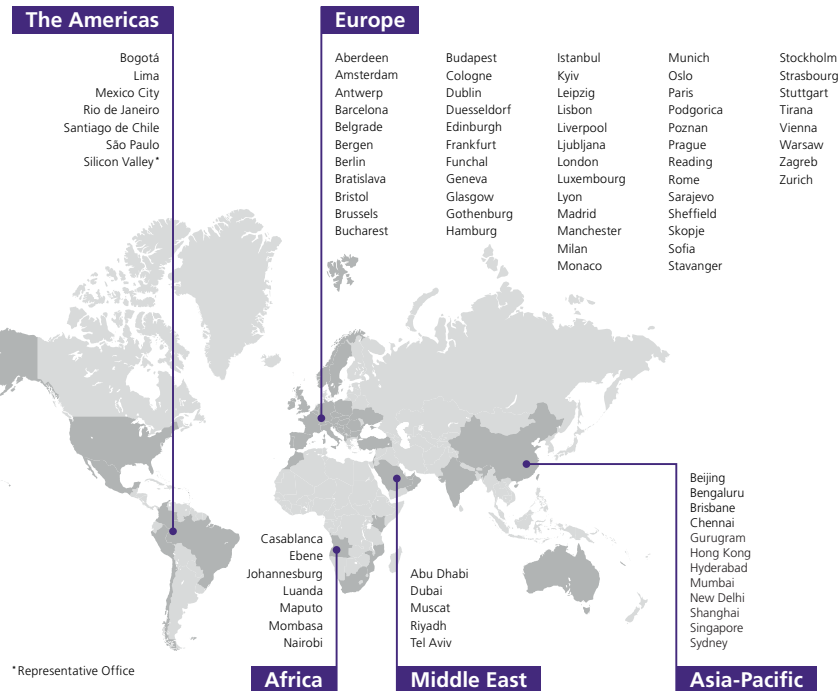 The Americas
Bogotá
Lima
Mexico City
Rio de Janeiro
Santiago de Chile
São Paulo
Silicon Valley*
Europe
Aberdeen
Amsterdam
Antwerp
Barcelona
Belgrade
Bergen
Berlin
Bratislava
Bristol
Brussels
Bucharest
Budapest
Cologne
Dublin
Duesseldorf
Edinburgh
Frankfurt
Funchal
Geneva
Glasgow
Gothenburg
Hamburg
Istanbul
Kyiv
Leipzig
Lisbon
Liverpool
Ljubljana
London
Luxembourg
Lyon
Madrid
Manchester
Milan
Monaco
Munich
Oslo
Paris
Podgorica
Poznan
Prague
Reading
Rome
Sarajevo
Sheffield
Skopje
Sofia
Stavanger
Stockholm
Strasbourg
Stuttgart
Tirana
Vienna
Warsaw
Zagreb
Zurich
Casablanca
Ebene
Johannesburg
Luanda
Maputo
Mombasa
Nairobi
Africa
Abu Dhabi
Dubai
Muscat
Riyadh
Tel Aviv
Middle East
Beijing
Bengaluru
Brisbane
Chennai
Gurugram
Hong Kong
Hyderabad
Mumbai
New Delhi
Shanghai
Singapore
Sydney
Asia-Pacific
*Representative Office